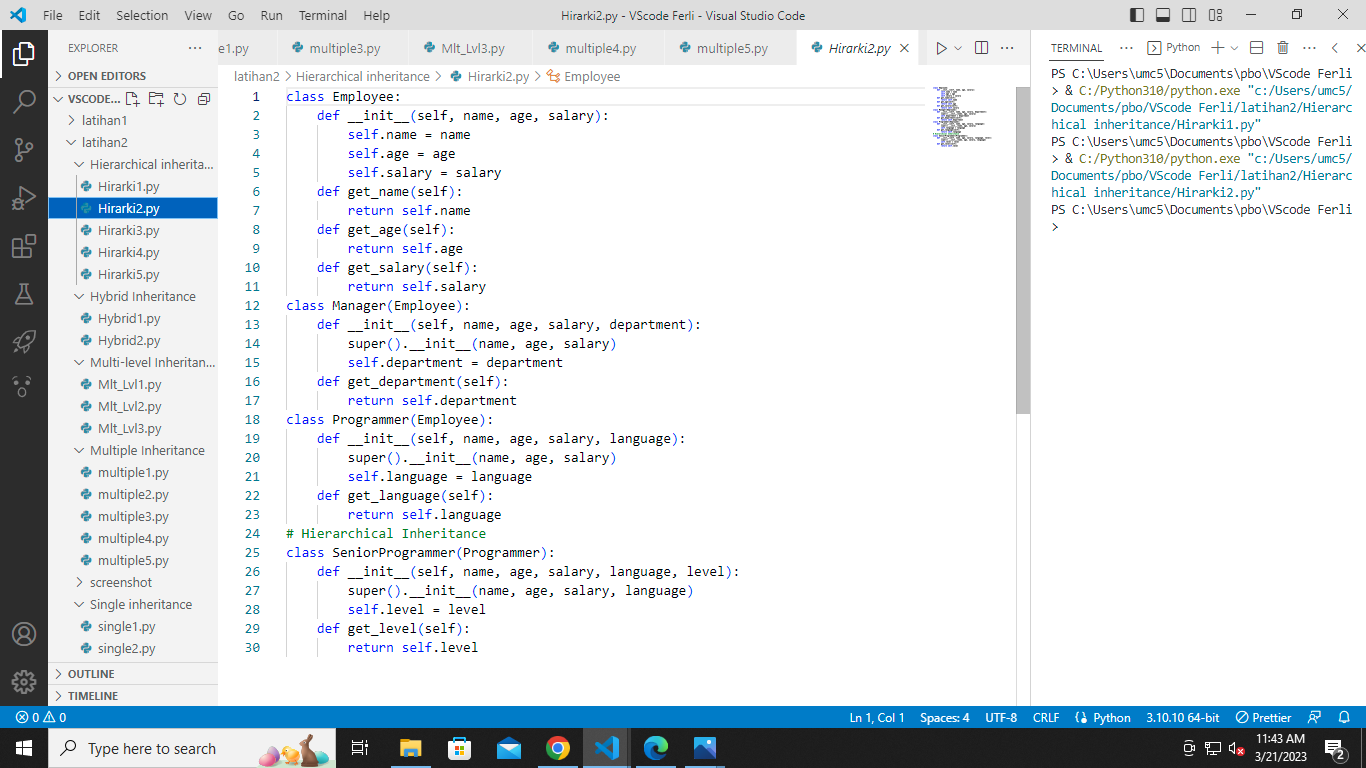 File Edit Selection View Go Run Terminal Help
Hirarki2.py - VScode Ferli - Visual Studio Code
EXPLORER
OPEN EDITORS
VSCODE...
latihan1
latihan2
Hierarchical inherita...
Hirarki1.py
Hirarki2.py
Hirarki3.py
Hirarki4.py
Hirarki5.py
Hybrid Inheritance
Hybrid1.py
Hybrid2.py
Multi-level Inheritan...
Mlt_Lvl1.py
Mlt_Lvl2.py
Mlt_Lvl3.py
Multiple Inheritance
multiple1.py
multiple2.py
multiple3.py
multiple4.py
multiple5.py
screenshot
Single inheritance
single1.py
single2.py
OUTLINE
TIMELINE
e1.py multiple3.py Mlt_Lvl3.py multiple4.py multiple5.py Hirarki2.py
latihan2 > Hierarchical inheritance > Hirarki2.py > Employee
1 class Employee:
2 def __init__(self, name, age, salary):
3 self.name = name
4 self.age = age
5 self.salary = salary
6 def get_name(self):
7 return self.name
8 def get_age(self):
9 return self.age
10 def get_salary(self):
11 return self.salary
12 class Manager(Employee):
13 def __init__(self, name, age, salary, department):
14 super().__init__(name, age, salary)
15 self.department = department
16 def get_department(self):
17 return self.department
18 class Programmer(Employee):
19 def __init__(self, name, age, salary, language):
20 super().__init__(name, age, salary)
21 self.language = language
22 def get_language(self):
23 return self.language
24 # Hierarchical Inheritance
25 class SeniorProgrammer(Programmer):
26 def __init__(self, name, age, salary, language, level):
27 super().__init__(name, age, salary, language)
28 self.level = level
29 def get_level(self):
30 return self.level
TERMINAL Python
PS C:\Users\umc5\Documents\pbo\VScode Ferli
> & C:/Python310/python.exe "c:/Users/umc5/
Documents/pbo/VScode Ferli/latihan2/Hierarc
hical inheritance/Hirarki1.py"
PS C:\Users\umc5\Documents\pbo\VScode Ferli
> & C:/Python310/python.exe "c:/Users/umc5/
Documents/pbo/VScode Ferli/latihan2/Hierarc
hical inheritance/Hirarki2.py"
PS C:\Users\umc5\Documents\pbo\VScode Ferli
>
0 0
Ln 1, Col 1 Spaces: 4 UTF-8 CRLF Python 3.10.10 64-bit Prettier
Type here to search
11:43 AM
3/21/2023
2